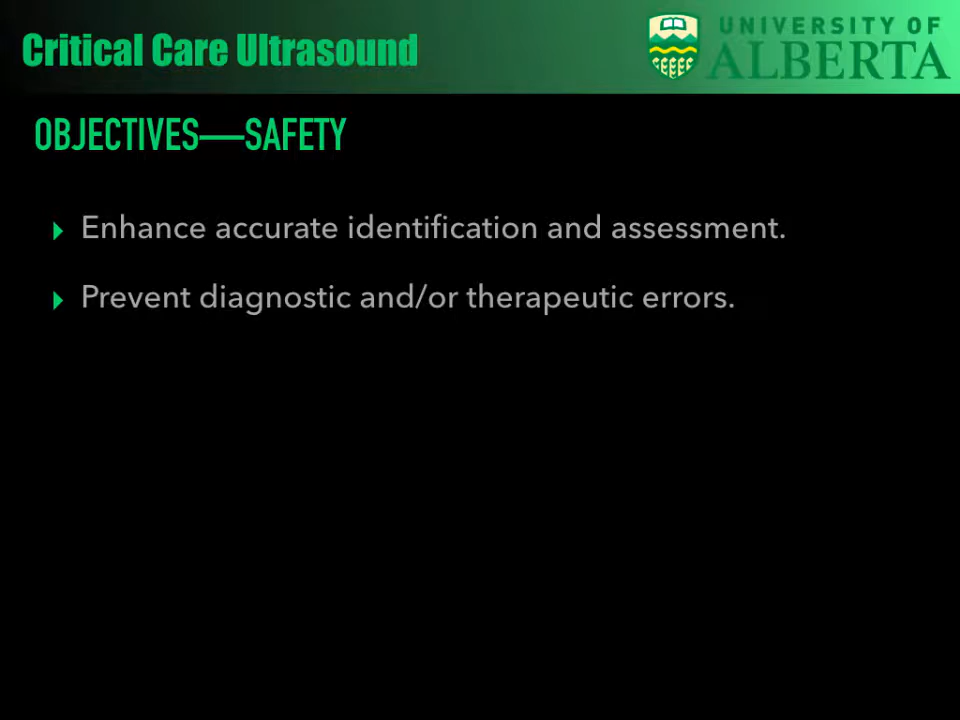 Critical Care Ultrasound
UNIVERSITY OF
ALBERTA
OBJECTIVES—SAFETY
Enhance accurate identification and assessment.
Prevent diagnostic and/or therapeutic errors.